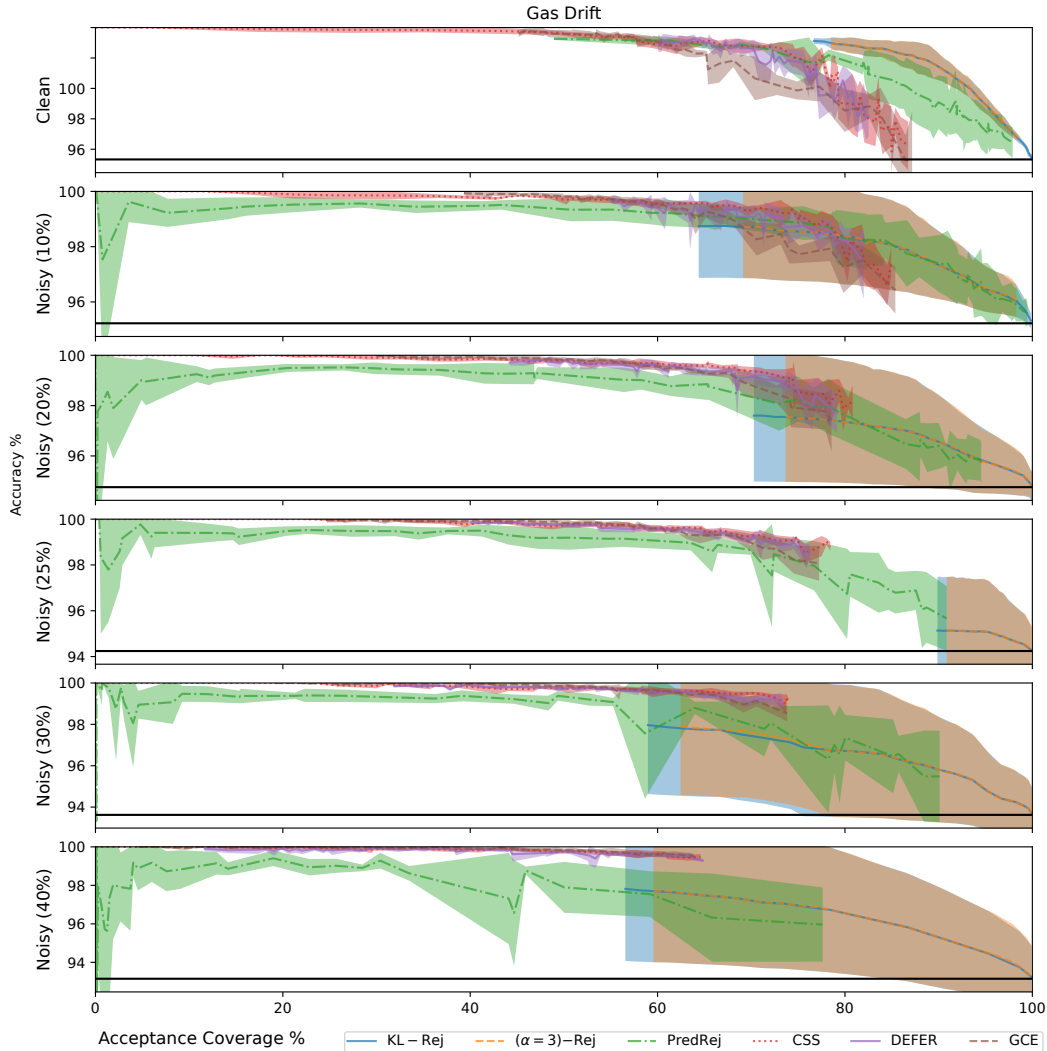 Gas Drift
Accuracy %
Clean
100
98
96
Noisy (10%)
100
98
96
Noisy (20%)
100
98
96
Noisy (25%)
100
98
96
94
Noisy (30%)
100
98
96
94
Noisy (40%)
100
98
96
94
0 20 40 60 80 100
Acceptance Coverage %
KL − Rej (α = 3)−Rej PredRej CSS DEFER GCE